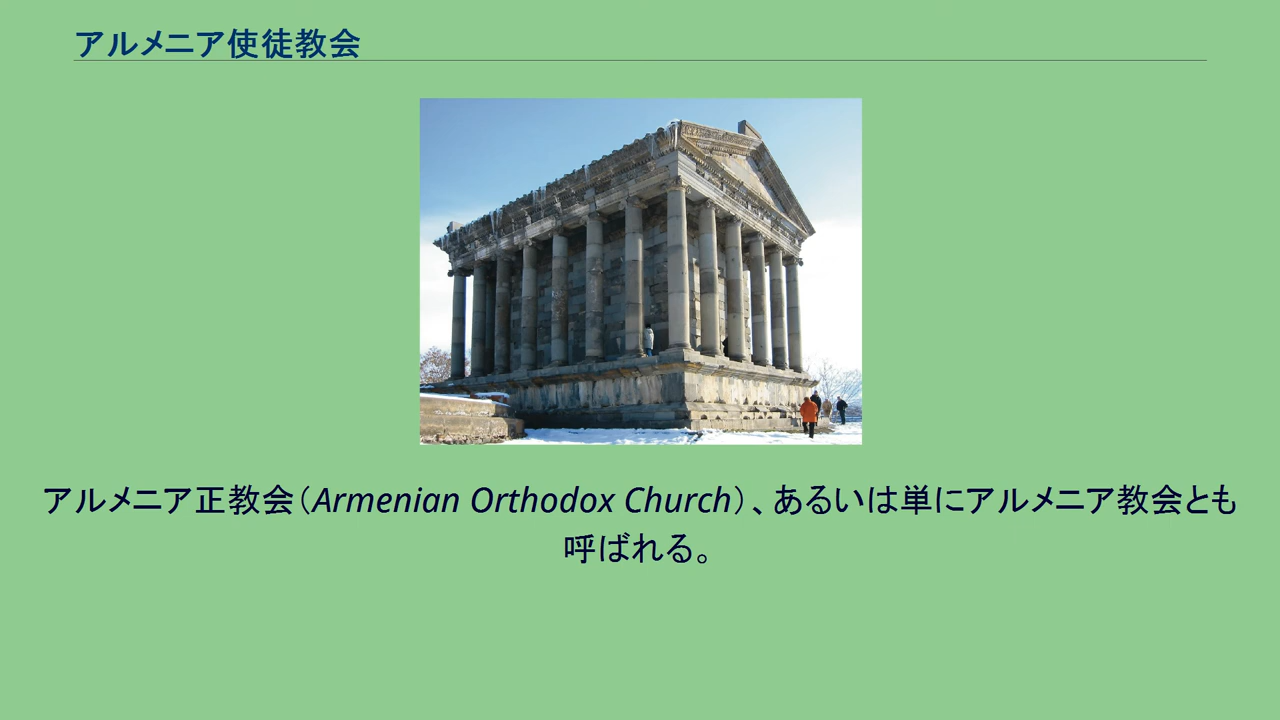 アルメニア使徒教会
アルメニア正教会（Armenian Orthodox Church）、あるいは単にアルメニア教会とも
呼ばれる。